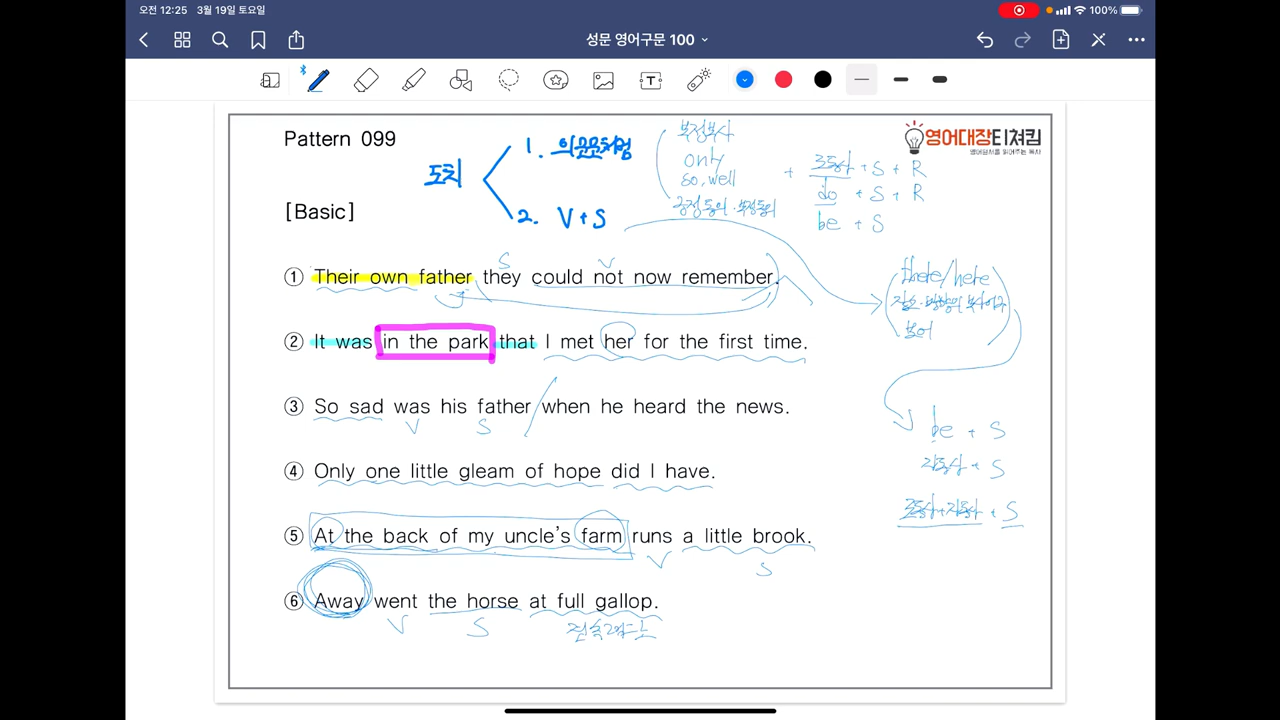 오전 12:25 3월 19일 토요일
100%
성문 영어구문 100
Pattern 099
영어대장티쳐킴
도치
1. 의문문처럼
2. V + S
부정부사
only
so, well
긍정동의 · 부정동의
+ 조동사 + S + R
do + S + R
be + S
[Basic]
S V
① Their own father they could not now remember.
there/here
장소·방향의 부사어구
보어
② It was in the park that I met her for the first time.
③ So sad was his father when he heard the news.
V S
be + S
자동사 + S
조동사+자동사 + S
④ Only one little gleam of hope did I have.
⑤ At the back of my uncle's farm runs a little brook.
V S
⑥ Away went the horse at full gallop.
V S 전속력으로